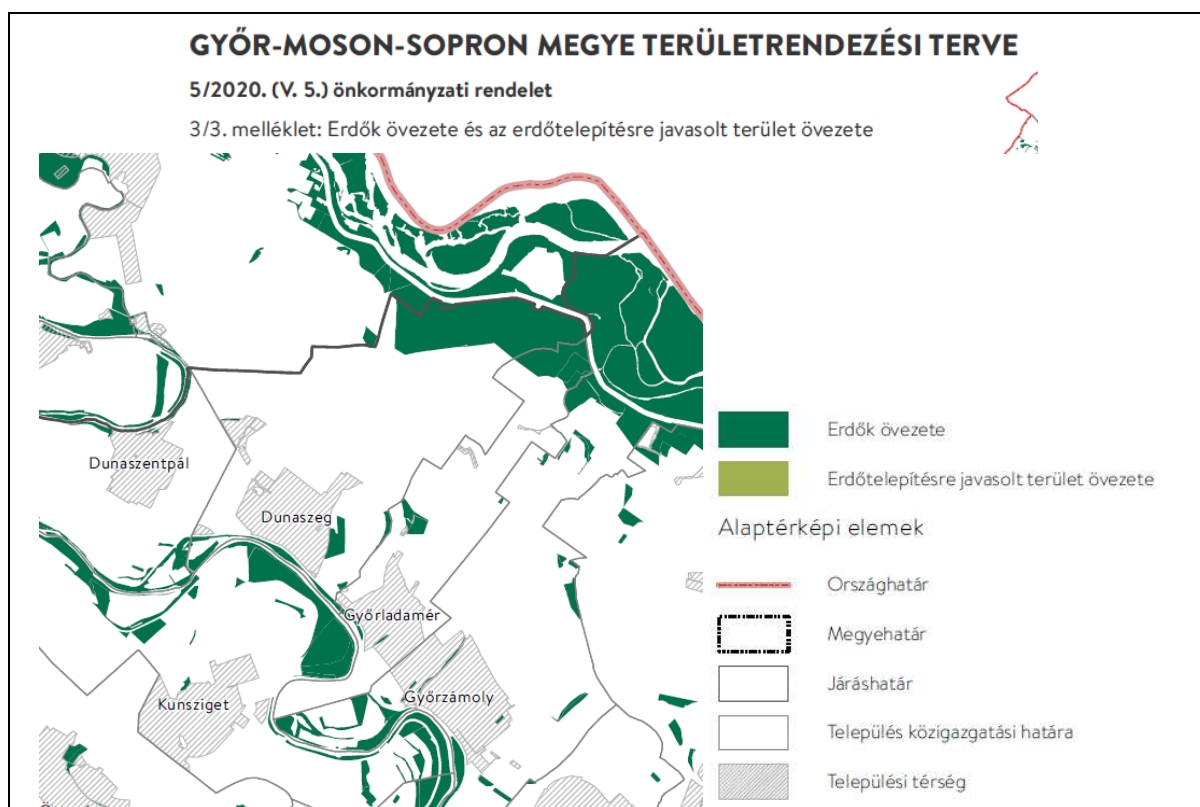 GYŐR-MOSON-SOPRON MEGYE TERÜLETRENDEZÉSI TERVE
5/2020. (V. 5.) önkormányzati rendelet
3/3. melléklet: Erdők övezete és az erdőtelepítésre javasolt terület övezete
Dunaszentpál
Dunaszeg
Győrladamér
Kunsziget
Győrzámoly
Erdők övezete
Erdőtelepítésre javasolt terület övezete
Alaptérképi elemek
Országhatár
Megyehatár
Járáshatár
Település közigazgatási határa
Települési térség